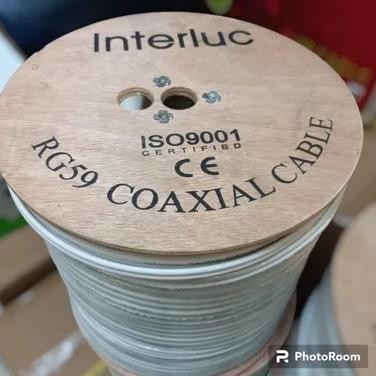 Interluc
ISO9001
CERTIFIED
CE
RG59 COAXIAL CABLE
PhotoRoom